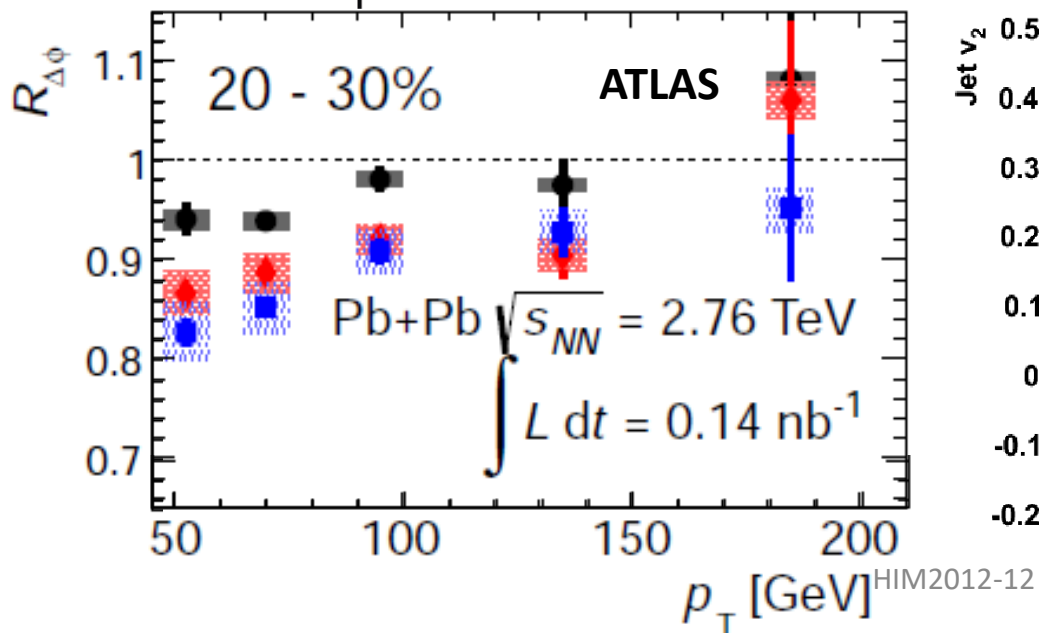 R_Δφ
1.1
1
0.9
0.8
0.7
20 - 30%
ATLAS
Pb+Pb √s_NN = 2.76 TeV
∫ L dt = 0.14 nb⁻¹
50 100 150 200
p_T [GeV]
HIM2012-12
Jet v₂
0.5
0.4
0.3
0.2
0.1
0
-0.1
-0.2